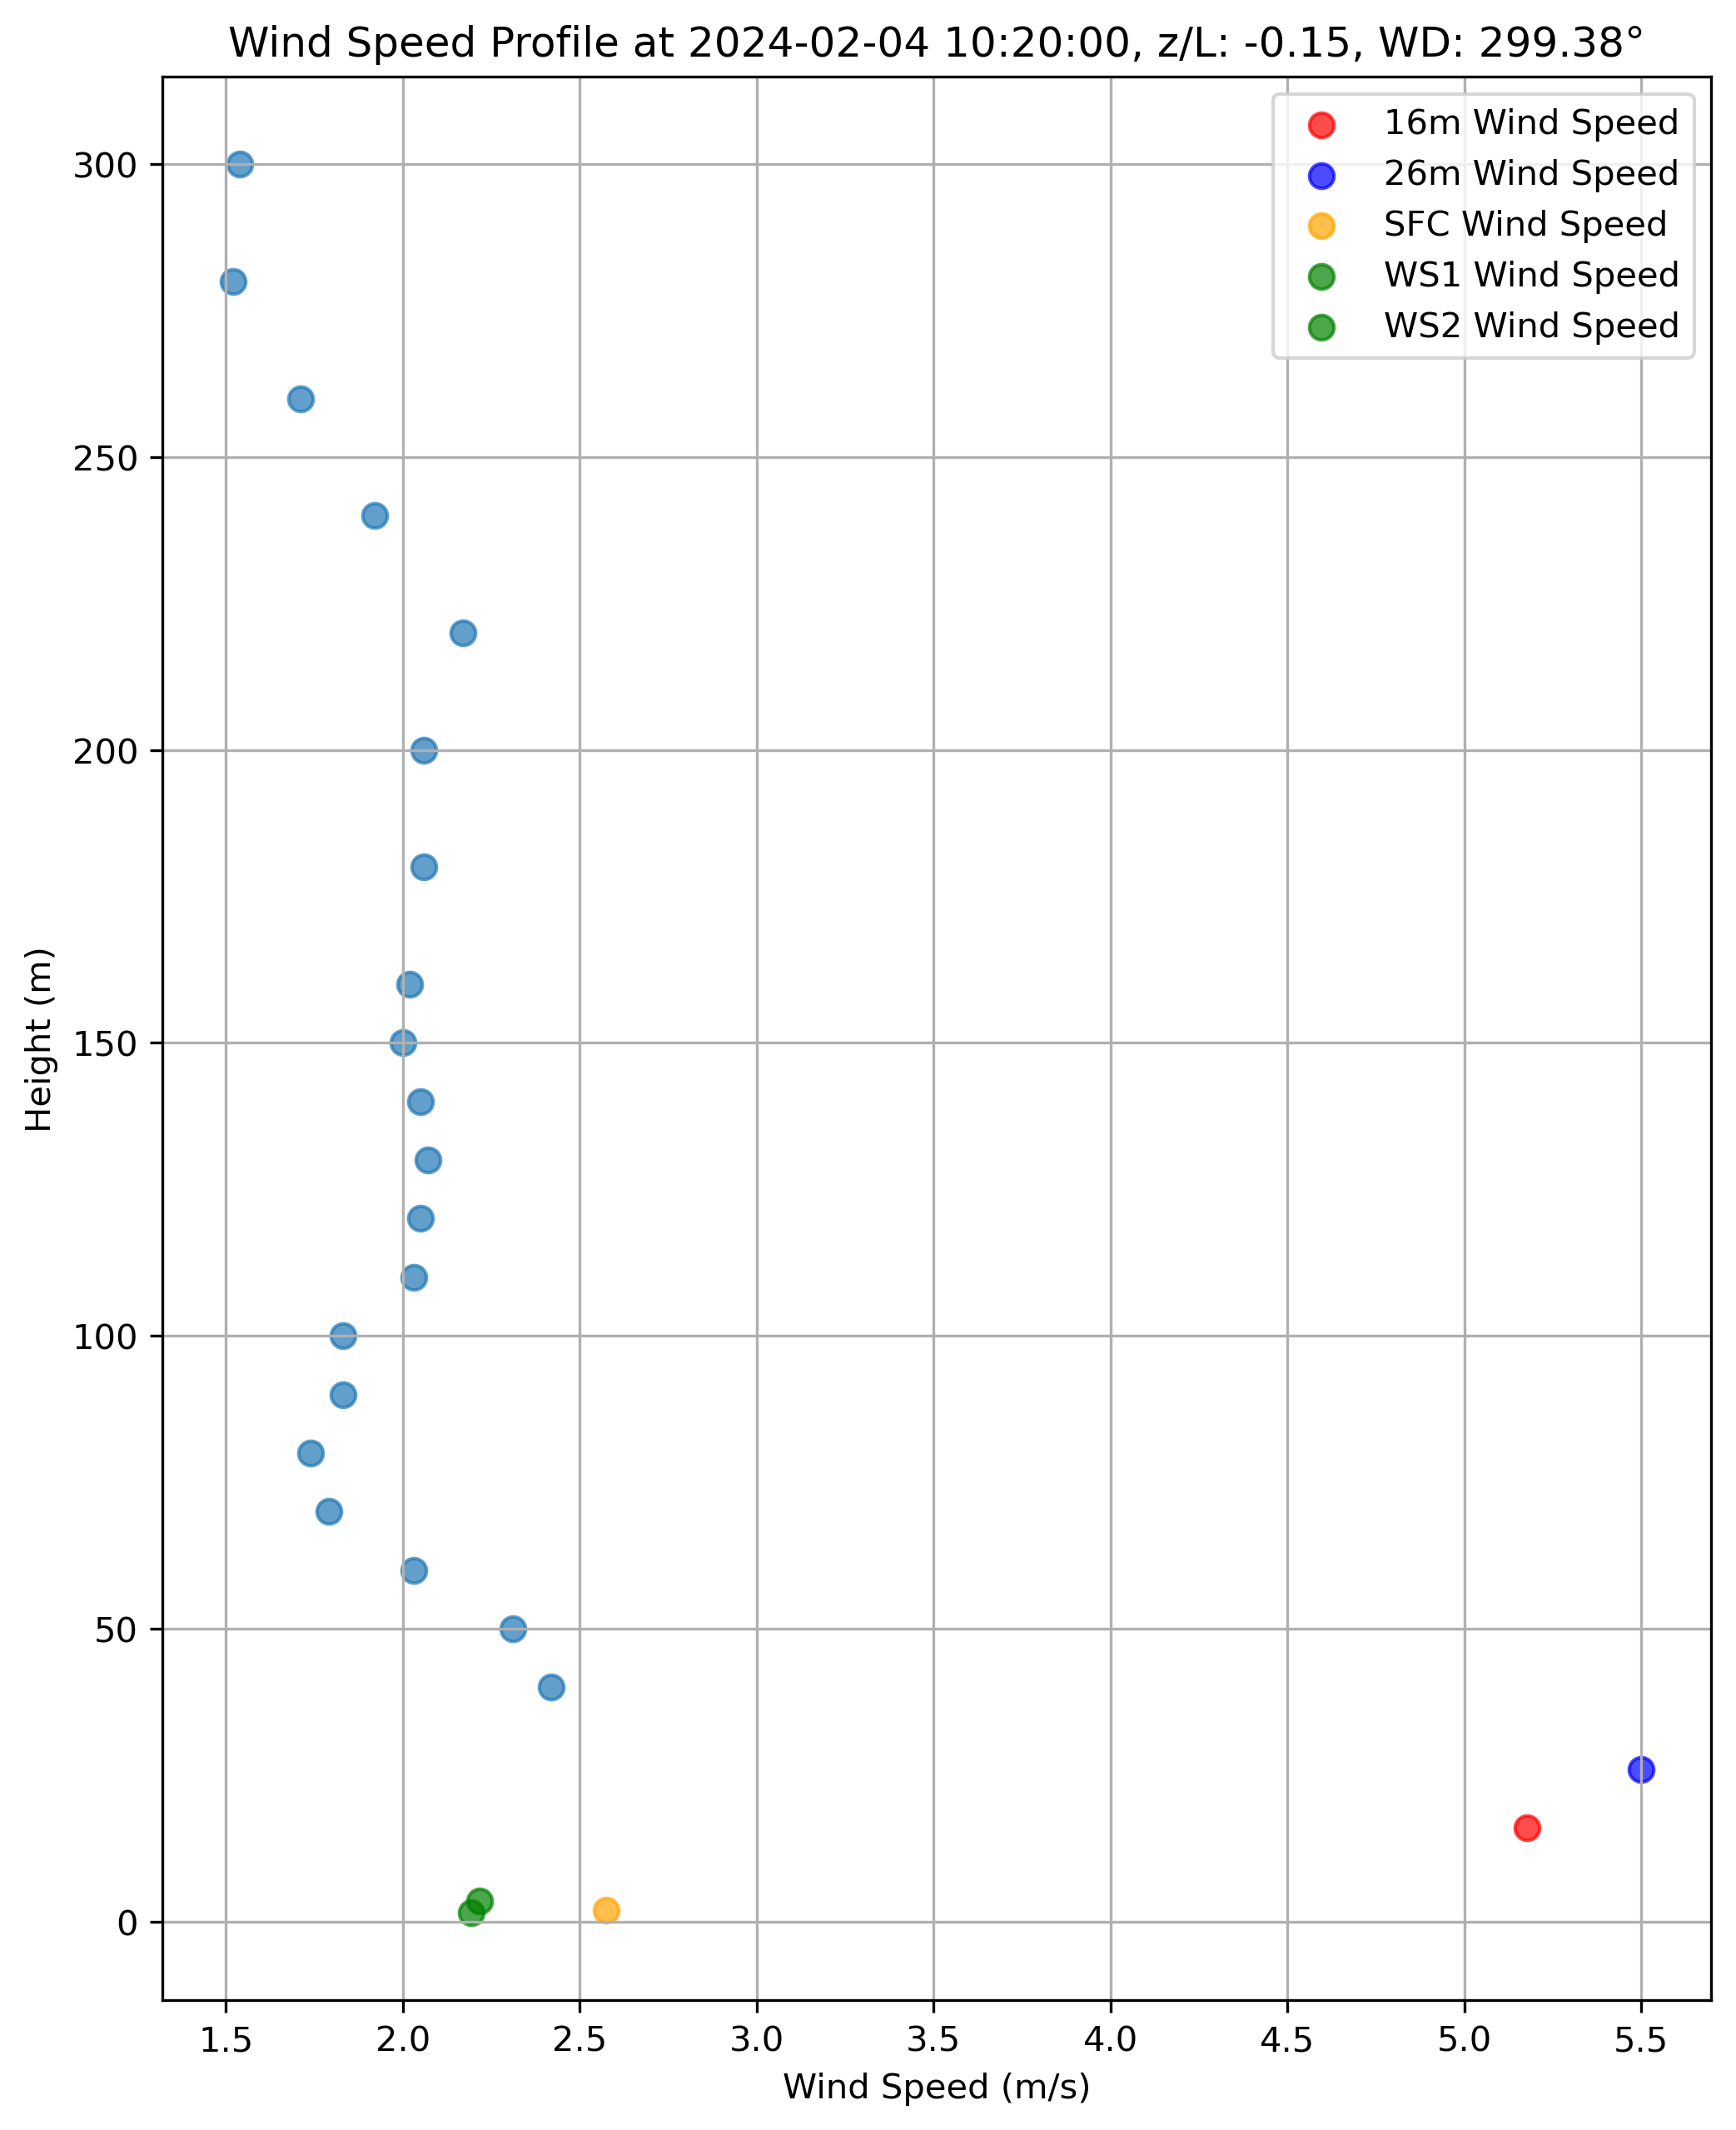 Wind Speed Profile at 2024-02-04 10:20:00, z/L: -0.15, WD: 299.38°
16m Wind Speed
26m Wind Speed
SFC Wind Speed
WS1 Wind Speed
WS2 Wind Speed
300
250
200
150
100
50
0
Height (m)
1.5 2.0 2.5 3.0 3.5 4.0 4.5 5.0 5.5
Wind Speed (m/s)